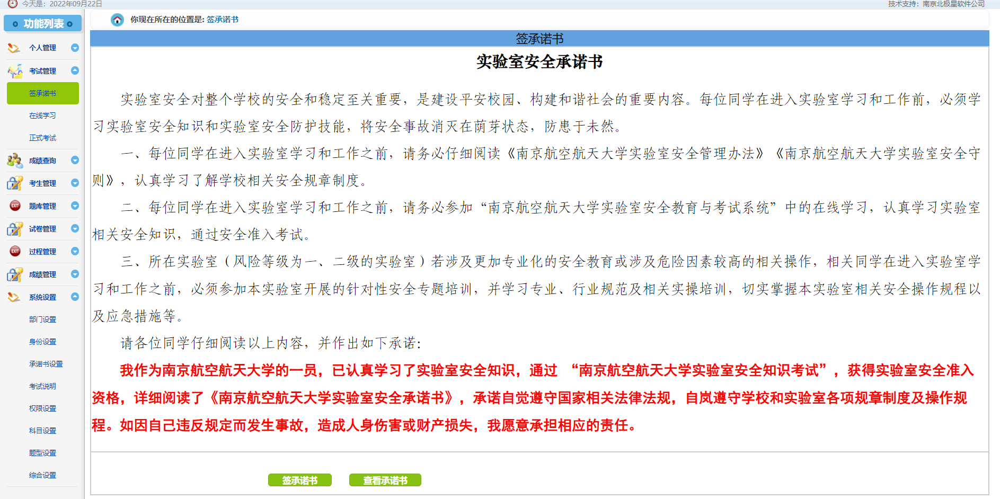 今天是：2022年09月22日
技术支持：南京北极星软件公司
功能列表
你现在所在的位置是: 签承诺书
个人管理
考试管理
签承诺书
在线学习
正式考试
成绩查询
考生管理
EXIT
题库管理
试卷管理
EXIT
过程管理
成绩管理
系统设置
部门设置
身份设置
承诺书设置
考试说明
权限设置
科目设置
题型设置
综合设置
签承诺书
实验室安全承诺书
实验室安全对整个学校的安全和稳定至关重要，是建设平安校园、构建和谐社会的重要内容。每位同学在进入实验室学习和工作前，必须学
习实验室安全知识和实验室安全防护技能，将安全事故消灭在萌芽状态，防患于未然。
一、每位同学在进入实验室学习和工作之前，请务必仔细阅读《南京航空航天大学实验室安全管理办法》《南京航空航天大学实验室安全守
则》，认真学习了解学校相关安全规章制度。
二、每位同学在进入实验室学习和工作之前，请务必参加“南京航空航天大学实验室安全教育与考试系统”中的在线学习，认真学习实验室
相关安全知识，通过安全准入考试。
三、所在实验室（风险等级为一、二级的实验室）若涉及更加专业化的安全教育或涉及危险因素较高的相关操作，相关同学在进入实验室学
习和工作之前，必须参加本实验室开展的针对性安全专题培训，并学习专业、行业规范及相关实操培训，切实掌握本实验室相关安全操作规程以
及应急措施等。
请各位同学仔细阅读以上内容，并作出如下承诺：
我作为南京航空航天大学的一员，已认真学习了实验室安全知识，通过 “南京航空航天大学实验室安全知识考试”，获得实验室安全准入
资格，详细阅读了《南京航空航天大学实验室安全承诺书》，承诺自觉遵守国家相关法律法规，自岚遵守学校和实验室各项规章制度及操作规
程。如因自己违反规定而发生事故，造成人身伤害或财产损失，我愿意承担相应的责任。
签承诺书
查看承诺书